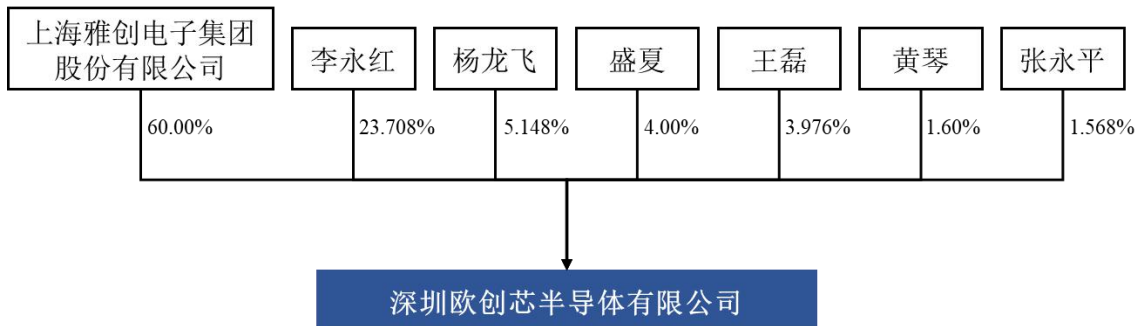 上海雅创电子集团
股份有限公司
李永红
杨龙飞
盛夏
王磊
黄琴
张永平
60.00%
23.708%
5.148%
4.00%
3.976%
1.60%
1.568%
深圳欧创芯半导体有限公司